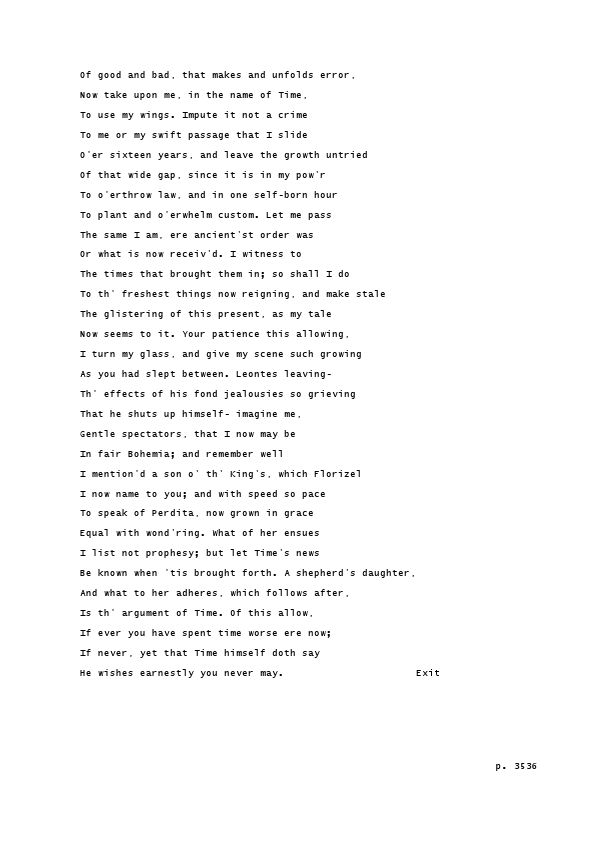 Of good and bad, that makes and unfolds error,
Now take upon me, in the name of Time,
To use my wings. Impute it not a crime
To me or my swift passage that I slide
O'er sixteen years, and leave the growth untried
Of that wide gap, since it is in my pow'r
To o'erthrow law, and in one self-born hour
To plant and o'erwhelm custom. Let me pass
The same I am, ere ancient'st order was
Or what is now receiv'd. I witness to
The times that brought them in; so shall I do
To th' freshest things now reigning, and make stale
The glistering of this present, as my tale
Now seems to it. Your patience this allowing,
I turn my glass, and give my scene such growing
As you had slept between. Leontes leaving-
Th' effects of his fond jealousies so grieving
That he shuts up himself- imagine me,
Gentle spectators, that I now may be
In fair Bohemia; and remember well
I mention'd a son o' th' King's, which Florizel
I now name to you; and with speed so pace
To speak of Perdita, now grown in grace
Equal with wond'ring. What of her ensues
I list not prophesy; but let Time's news
Be known when 'tis brought forth. A shepherd's daughter,
And what to her adheres, which follows after,
Is th' argument of Time. Of this allow,
If ever you have spent time worse ere now;
If never, yet that Time himself doth say
He wishes earnestly you never may. Exit
p. 3536